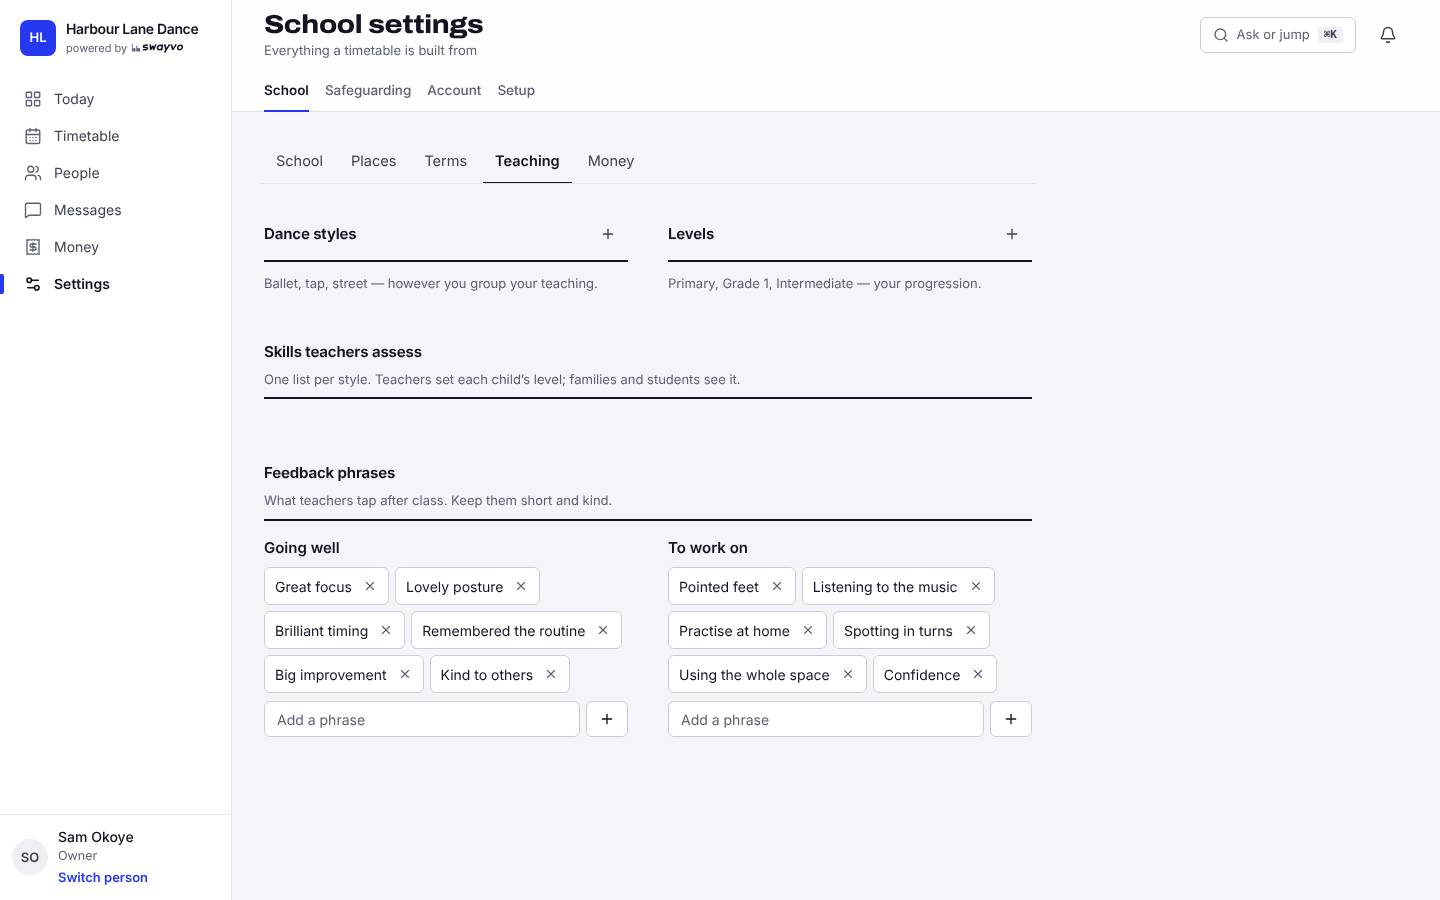 HL
Harbour Lane Dance
powered by swayvo
Today
Timetable
People
Messages
Money
Settings
SO
Sam Okoye
Owner
Switch person
School settings
Everything a timetable is built from
Ask or jump ⌘K
School Safeguarding Account Setup
School Places Terms Teaching Money
Dance styles
Ballet, tap, street — however you group your teaching.
Levels
Primary, Grade 1, Intermediate — your progression.
Skills teachers assess
One list per style. Teachers set each child’s level; families and students see it.
Feedback phrases
What teachers tap after class. Keep them short and kind.
Going well
Great focus Lovely posture
Brilliant timing Remembered the routine
Big improvement Kind to others
Add a phrase
To work on
Pointed feet Listening to the music
Practise at home Spotting in turns
Using the whole space Confidence
Add a phrase